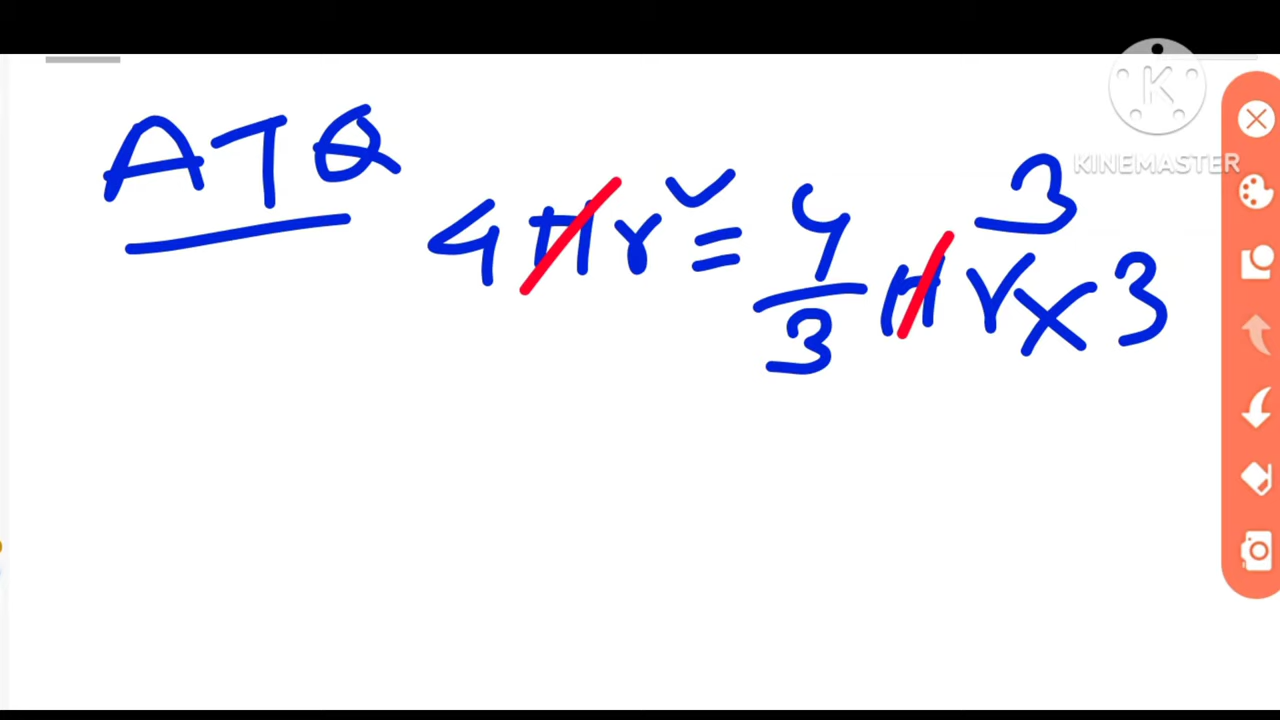 ATQ
4πr² = 4/3 πr³ × 3
K
KINEMASTER